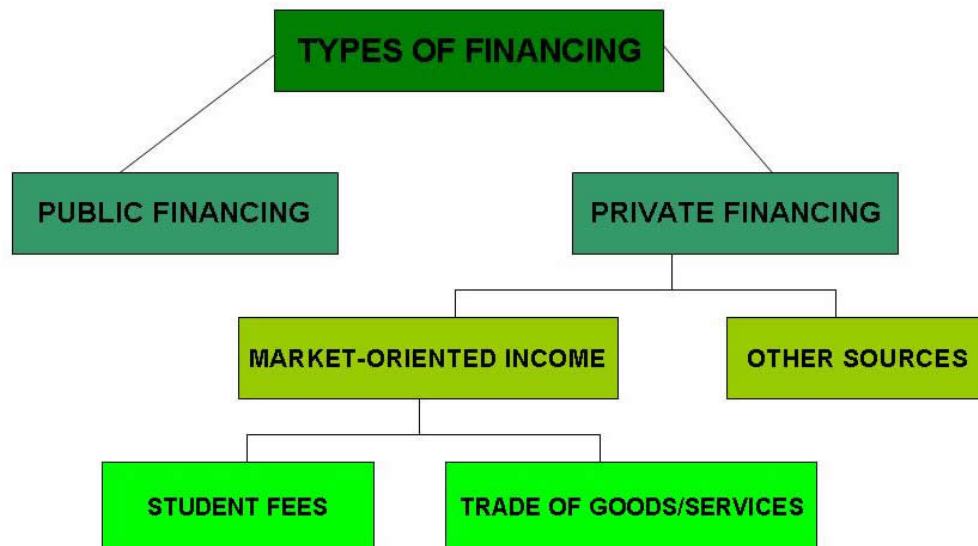 TYPES OF FINANCING
PUBLIC FINANCING
PRIVATE FINANCING
MARKET-ORIENTED INCOME
OTHER SOURCES
STUDENT FEES
TRADE OF GOODS/SERVICES